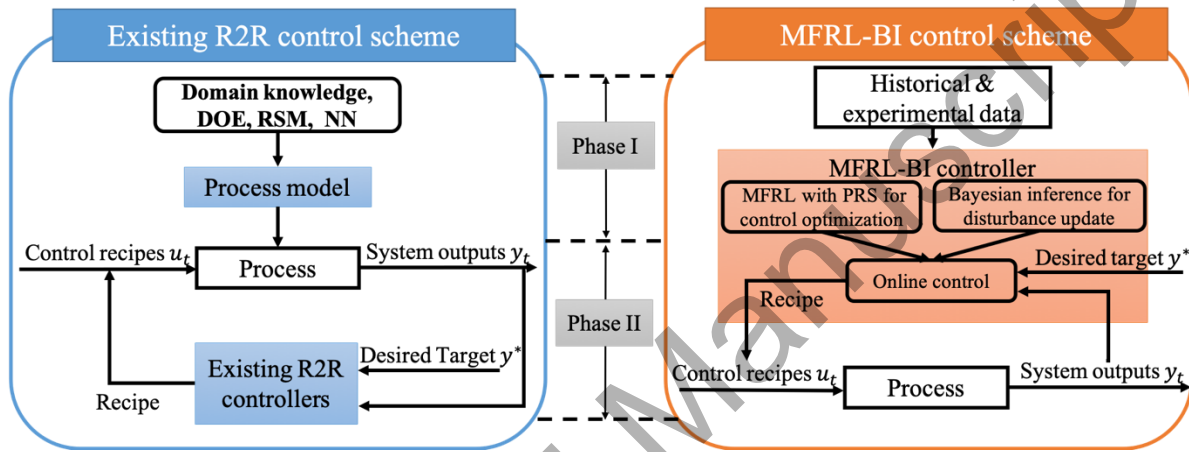 Existing R2R control scheme
Domain knowledge,
DOE, RSM, NN
Process model
Control recipes u_t
Process
System outputs y_t
Desired Target y*
Existing R2R
controllers
Recipe
Phase I
Phase II
MFRL-BI control scheme
Historical &
experimental data
MFRL-BI controller
MFRL with PRS for
control optimization
Bayesian inference for
disturbance update
Desired target y*
Online control
Recipe
Control recipes u_t
Process
System outputs y_t
Manuscript